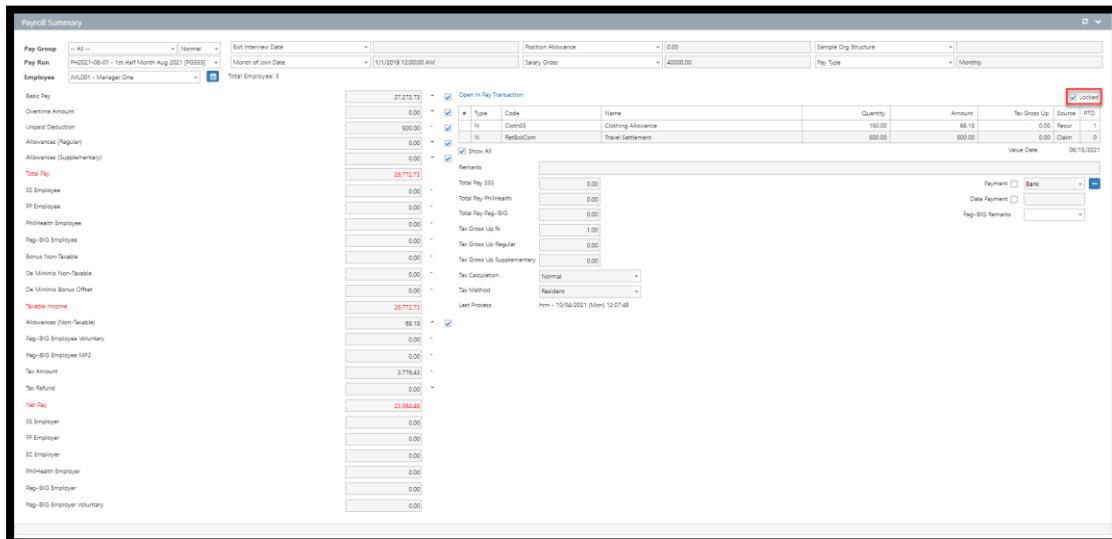 Payroll Summary
Pay Group -- All -- Normal Exit Interview Date Position Allowance 0.00 Sample Org Structure
Pay Run PH2021-08-01 - 1st Half Month Aug 2021 [PGSSS] Month of Join Date 1/1/2019 12:00:00 AM Salary Gross 40000.00 Pay Type Monthly
Employee JML001 - Manager One Total Employee: 5
Basic Pay 27,272.73 + Open in Pay Transaction Locked
Overtime Amount 0.00 + # Type Code Name Quantity Amount Tax Gross Up Source PTD
Unpaid Deduction 500.00 - N Cloth03 Clothing Allowance 150.00 68.18 0.00 Recur 1
Allowances (Regular) 0.00 + N RetBckCom Travel Settlement 500.00 500.00 0.00 Claim 0
Allowances (Supplementary) 0.00 + Show All Value Date 08/15/2021
Total Pay 26,772.73 Remarks
SS Employee 0.00 - Total Pay SSS 0.00 Payment Bank
PF Employee 0.00 - Total Pay PhilHealth 0.00 Date Payment
PhilHealth Employee 0.00 - Total Pay Pag-IBIG 0.00 Pag-IBIG Remarks
Pag-IBIG Employee 0.00 - Tax Gross Up % 1.00
Bonus Non-Taxable 0.00 - Tax Gross Up Regular 0.00
De Minimis Non-Taxable 0.00 - Tax Gross Up Supplementary 0.00
De Minimis Bonus Offset 0.00 - Tax Calculation Normal
Tax Method Resident
Taxable Income 26,772.73 Last Process hrm - 10/04/2021 (Mon) 12:07:48
Allowances (Non-Taxable) 68.18 +
Pag-IBIG Employee Voluntary 0.00 -
Pag-IBIG Employee MP2 0.00 -
Tax Amount 3,776.43 -
Tax Refund 0.00 +
Net Pay 23,064.48
SS Employer 0.00
PF Employer 0.00
EC Employer 0.00
PhilHealth Employer 0.00
Pag-IBIG Employer 0.00
Pag-IBIG Employer Voluntary 0.00